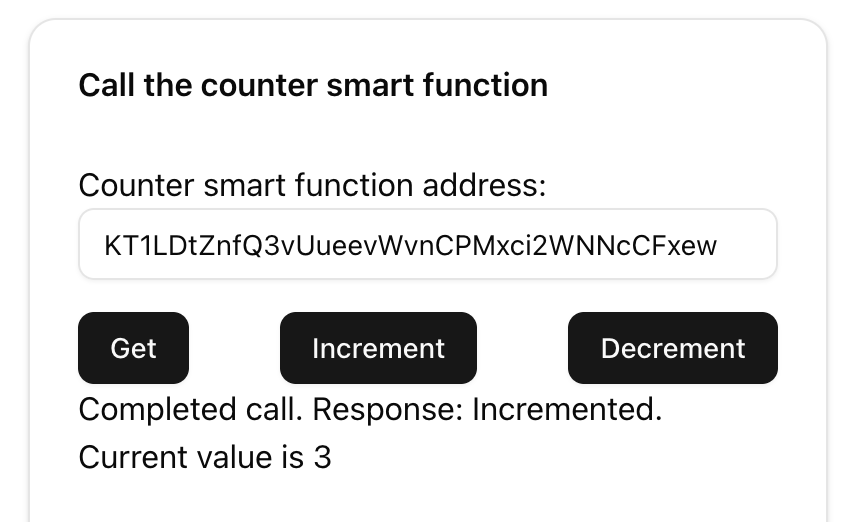 Call the counter smart function
Counter smart function address:
KT1LDtZnfQ3vUueevWvnCPMxci2WNNcCFxew
Get Increment Decrement
Completed call. Response: Incremented.
Current value is 3